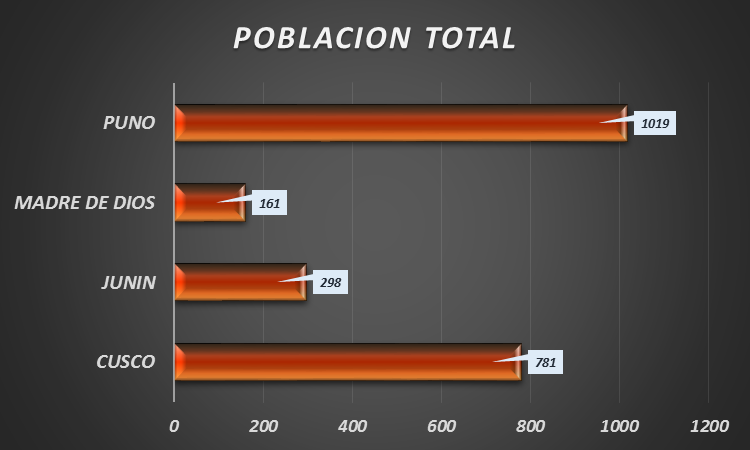 POBLACION TOTAL
PUNO
1019
MADRE DE DIOS
161
JUNIN
298
CUSCO
781
0 200 400 600 800 1000 1200